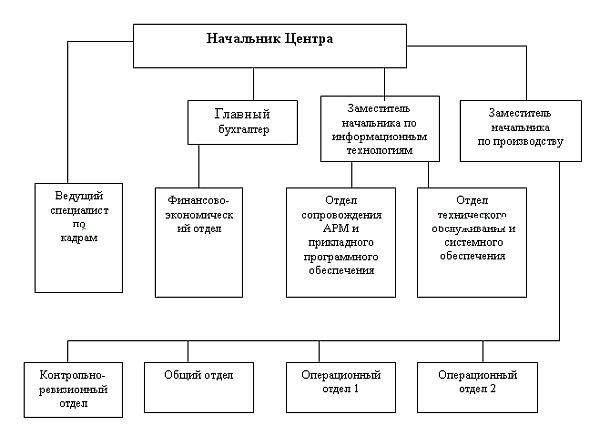 Начальник Центра
Главный
бухгалтер
Заместитель
начальника по
информационным
технологиям
Заместитель
начальника
по производству
Ведущий
специалист
по
кадрам
Финансово-
экономическ
ий отдел
Отдел
сопровождения
АРМ и
прикладного
программного
обеспечения
Отдел
технического
обслуживания и
системного
обеспечения
Контрольно-
ревизионный
отдел
Общий отдел
Операционный
отдел 1
Операционный
отдел 2